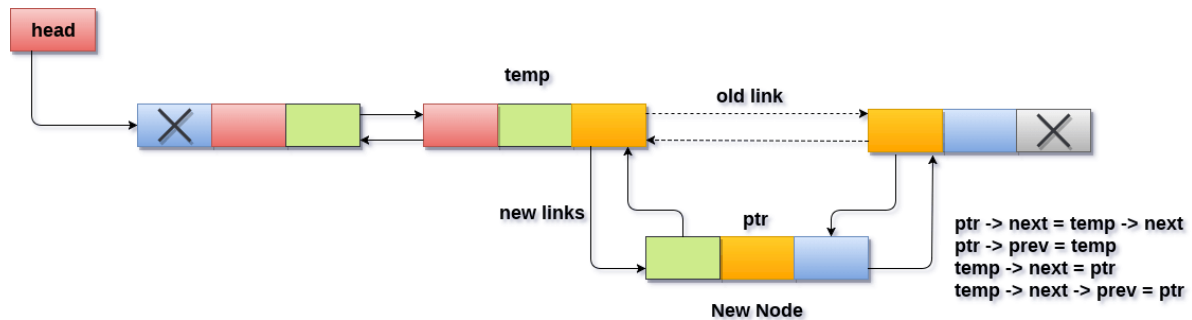 head
temp
old link
new links
ptr
ptr -> next = temp -> next
ptr -> prev = temp
temp -> next = ptr
temp -> next -> prev = ptr
New Node